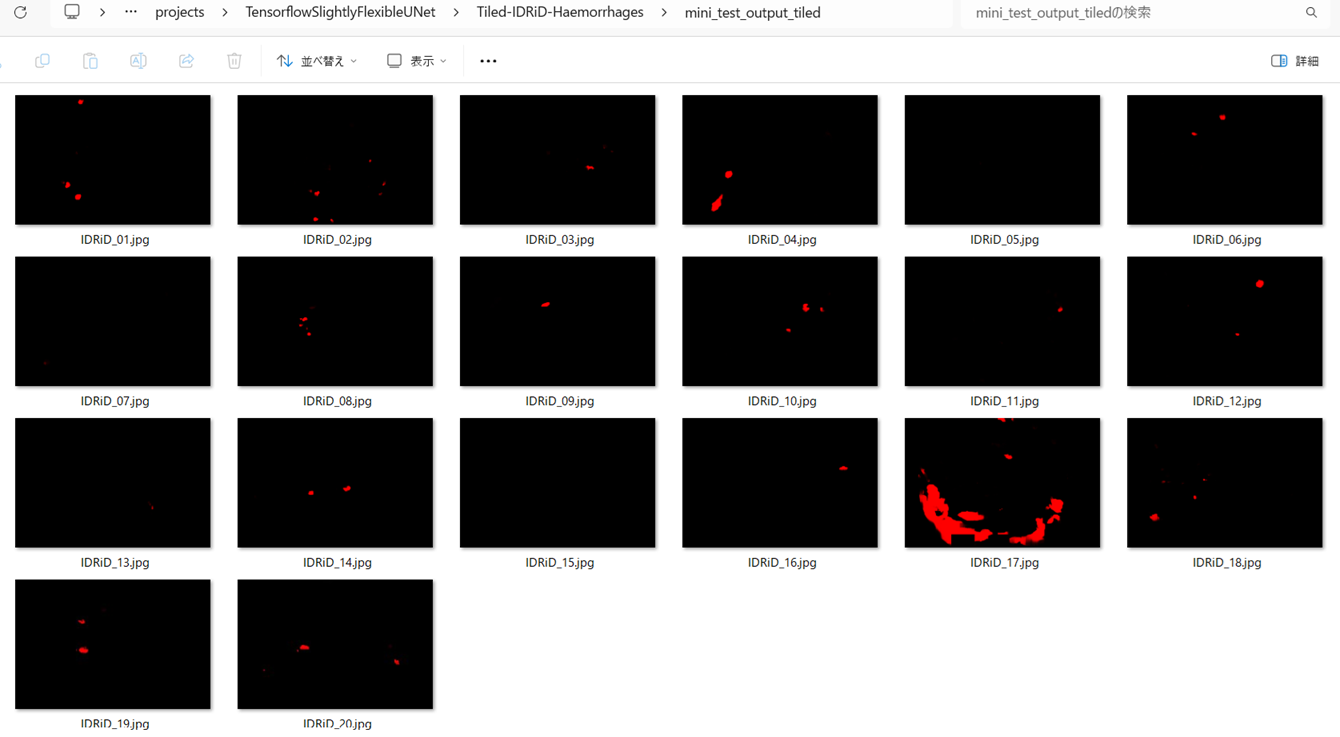 … projects > TensorflowSlightlyFlexibleUNet > Tiled-IDRiD-Haemorrhages > mini_test_output_tiled
mini_test_output_tiledの検索
並べ替え 表示 … 詳細
IDRiD_01.jpg IDRiD_02.jpg IDRiD_03.jpg IDRiD_04.jpg IDRiD_05.jpg IDRiD_06.jpg
IDRiD_07.jpg IDRiD_08.jpg IDRiD_09.jpg IDRiD_10.jpg IDRiD_11.jpg IDRiD_12.jpg
IDRiD_13.jpg IDRiD_14.jpg IDRiD_15.jpg IDRiD_16.jpg IDRiD_17.jpg IDRiD_18.jpg
IDRiD_19.jpg IDRiD_20.jpg